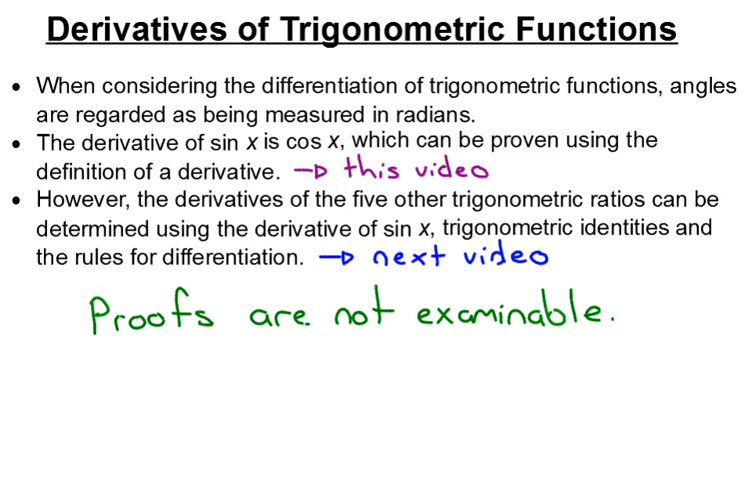 Derivatives of Trigonometric Functions
• When considering the differentiation of trigonometric functions, angles
are regarded as being measured in radians.
• The derivative of sin x is cos x, which can be proven using the
definition of a derivative. → this video
• However, the derivatives of the five other trigonometric ratios can be
determined using the derivative of sin x, trigonometric identities and
the rules for differentiation. → next video
Proofs are not examinable.